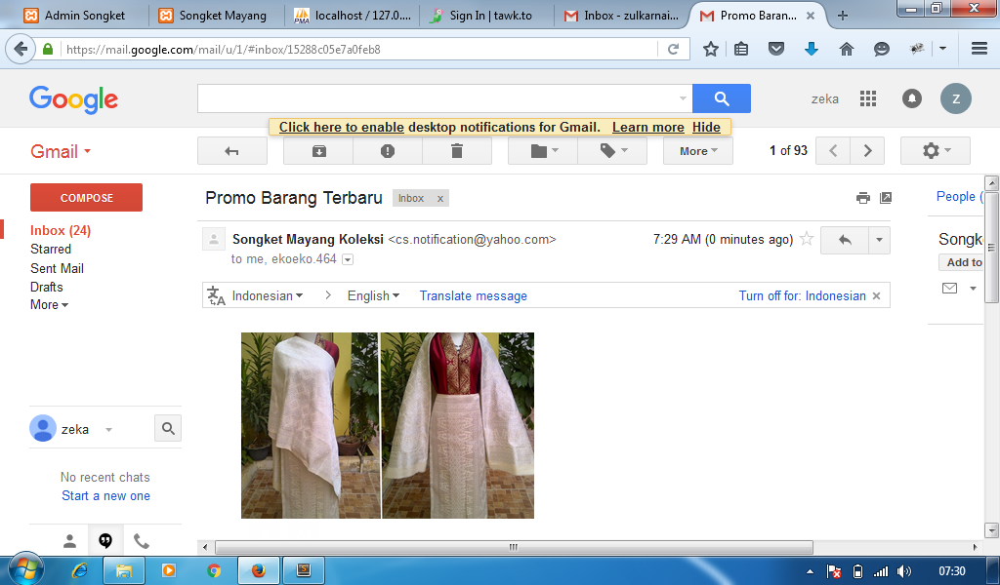 Admin Songket
Songket Mayang
localhost / 127.0....
Sign In | tawk.to
Inbox - zulkarnai...
Promo Baran...
https://mail.google.com/mail/u/1/#inbox/15288c05e7a0feb8
Google
zeka
Z
Click here to enable desktop notifications for Gmail. Learn more Hide
Gmail
More
1 of 93
COMPOSE
Promo Barang Terbaru
Inbox x
People (
Inbox (24)
Starred
Sent Mail
Drafts
More
Songket Mayang Koleksi <cs.notification@yahoo.com>
7:29 AM (0 minutes ago)
to me, ekoeko.464
Songk
Add to
Indonesian > English Translate message
Turn off for: Indonesian x
zeka
No recent chats
Start a new one
07:30